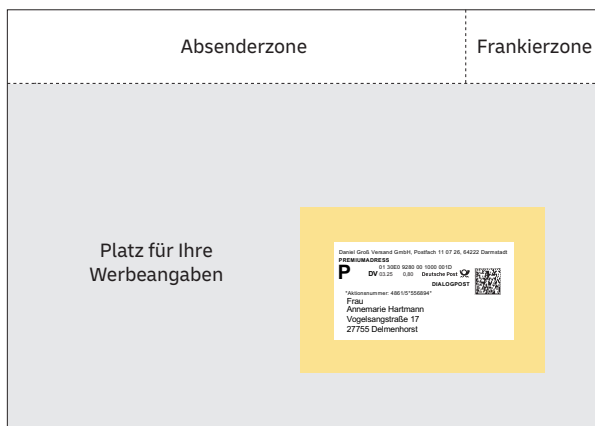 Absenderzone
Frankierzone
Platz für Ihre
Werbeangaben
Daniel Groß Versand GmbH, Postfach 11 07 26, 64222 Darmstadt
PREMIUMADRESS
P
01 30E0 9280 00 1000 001D
DV 03.25 0,80 Deutsche Post
DIALOGPOST
*Aktionsnummer: 4861/5*556894*
Frau
Annemarie Hartmann
Vogelsangstraße 17
27755 Delmenhorst